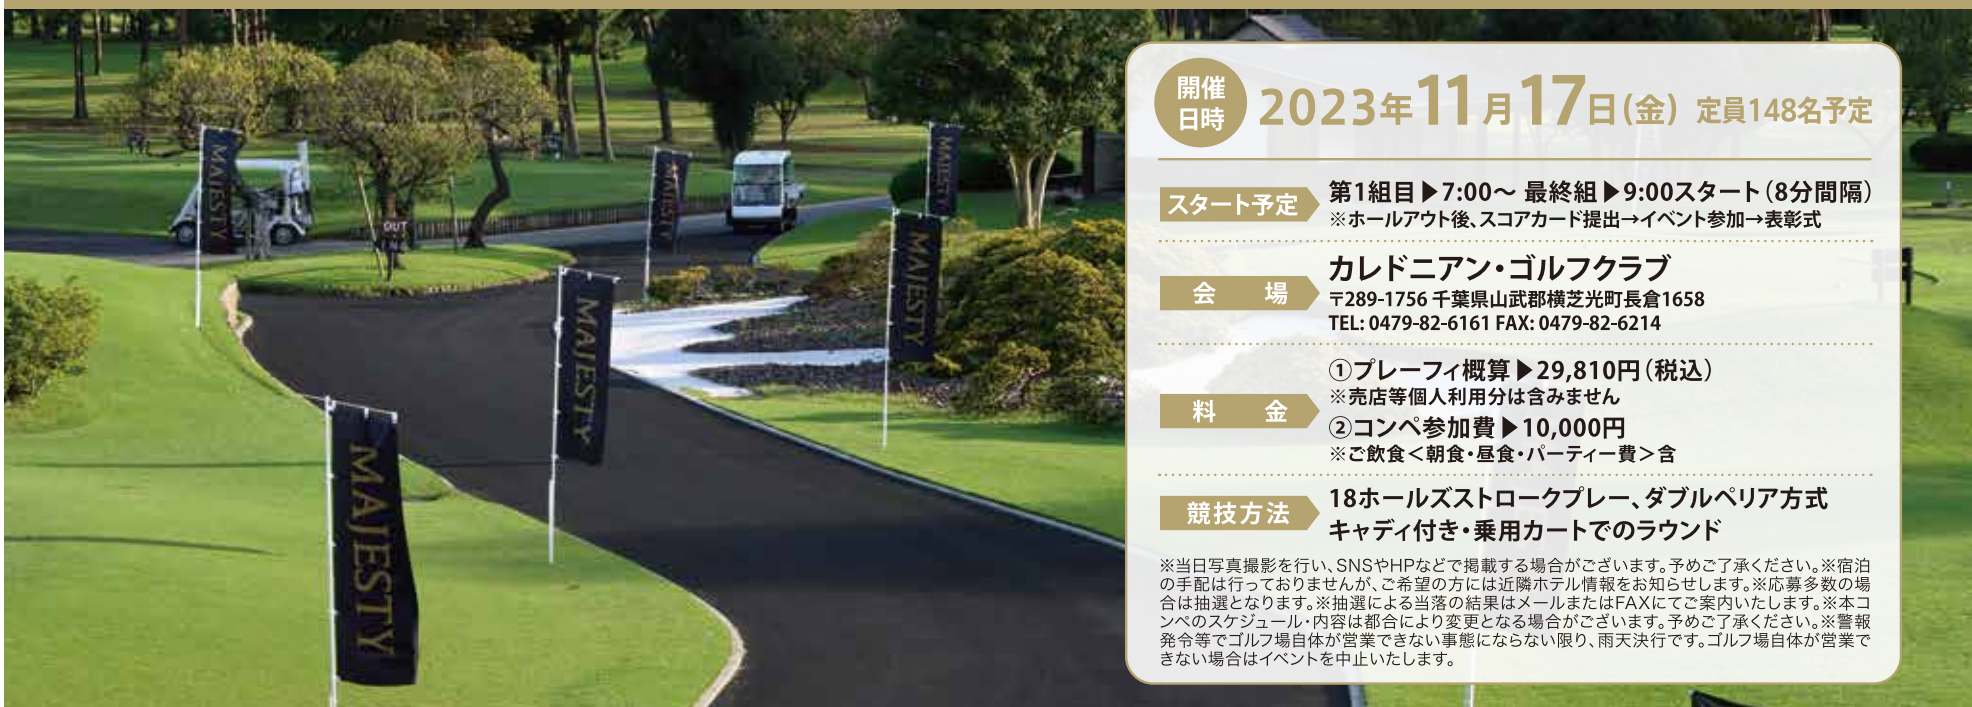 開催
日時
2023年11月17日(金) 定員148名予定
スタート予定
第1組目▶7:00〜 最終組▶9:00スタート(8分間隔)
※ホールアウト後、スコアカード提出→イベント参加→表彰式
会 場
カレドニアン・ゴルフクラブ
〒289-1756 千葉県山武郡横芝光町長倉1658
TEL: 0479-82-6161 FAX: 0479-82-6214
料 金
①プレーフィ概算▶29,810円(税込)
※売店等個人利用分は含みません
②コンペ参加費▶10,000円
※ご飲食<朝食・昼食・パーティー費>含
競技方法
18ホールズストロークプレー、ダブルペリア方式
キャディ付き・乗用カートでのラウンド
※当日写真撮影を行い、SNSやHPなどで掲載する場合がございます。予めご了承ください。※宿泊
の手配は行っておりませんが、ご希望の方には近隣ホテル情報をお知らせします。※応募多数の場
合は抽選となります。※抽選による当落の結果はメールまたはFAXにてご案内いたします。※本コ
ンペのスケジュール・内容は都合により変更となる場合がございます。予めご了承ください。※警報
発令等でゴルフ場自体が営業できない事態にならない限り、雨天決行です。ゴルフ場自体が営業で
きない場合はイベントを中止いたします。
MAJESTY
MAJESTY
MAJESTY
MAJESTY
MAJESTY
MAJESTY
OUT